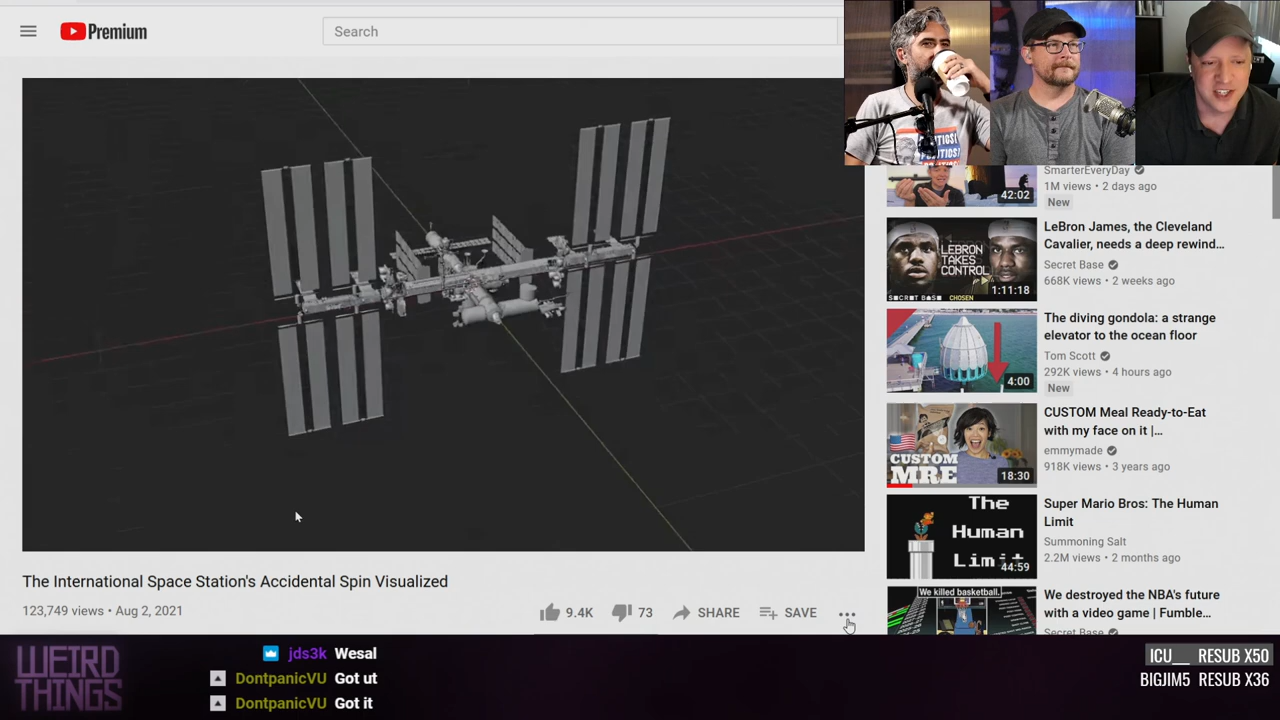 Premium
Search
POLITICS!
SmarterEveryDay
1M views • 2 days ago
New
42:02
LEBRON
TAKES
CONTROL
1:11:18
SECRET BASE
CHOSEN
LeBron James, the Cleveland
Cavalier, needs a deep rewind...
Secret Base
668K views • 2 weeks ago
4:00
The diving gondola: a strange
elevator to the ocean floor
Tom Scott
292K views • 4 hours ago
New
CUSTOM
MRE
18:30
CUSTOM Meal Ready-to-Eat
with my face on it |...
emmymade
918K views • 3 years ago
The
Human
Limit
44:59
Super Mario Bros: The Human
Limit
Summoning Salt
2.2M views • 2 months ago
We killed basketball.
We destroyed the NBA's future
with a video game | Fumble...
Secret Base
The International Space Station's Accidental Spin Visualized
123,749 views • Aug 2, 2021
9.4K
73
SHARE
SAVE
WEIRD
THINGS
jds3k Wesal
DontpanicVU Got ut
DontpanicVU Got it
ICU__ RESUB X50
BIGJIM5 RESUB X36